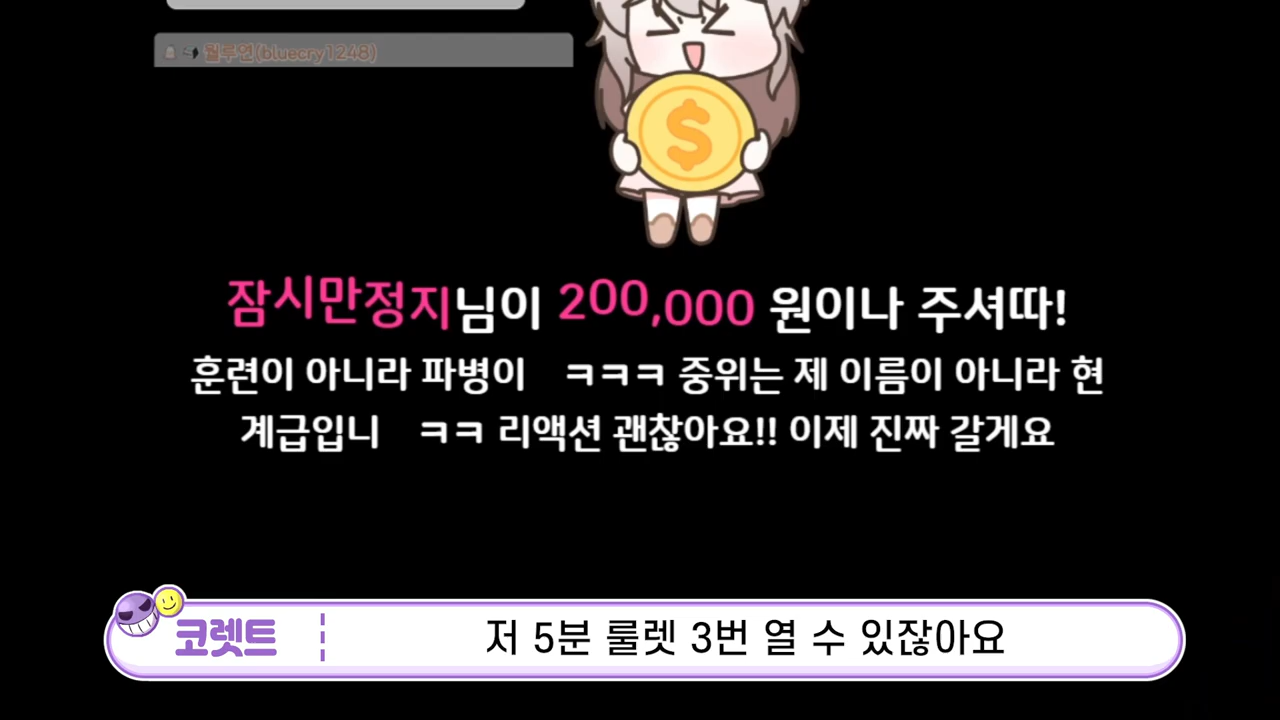 월루연(bluecry1248)
$
잠시만정지님이 200,000 원이나 주셔따!
훈련이 아니라 파병이 ㅋㅋㅋ 중위는 제 이름이 아니라 현
계급입니 ㅋㅋ 리액션 괜찮아요!! 이제 진짜 갈게요
코렛트
저 5분 룰렛 3번 열 수 있잖아요